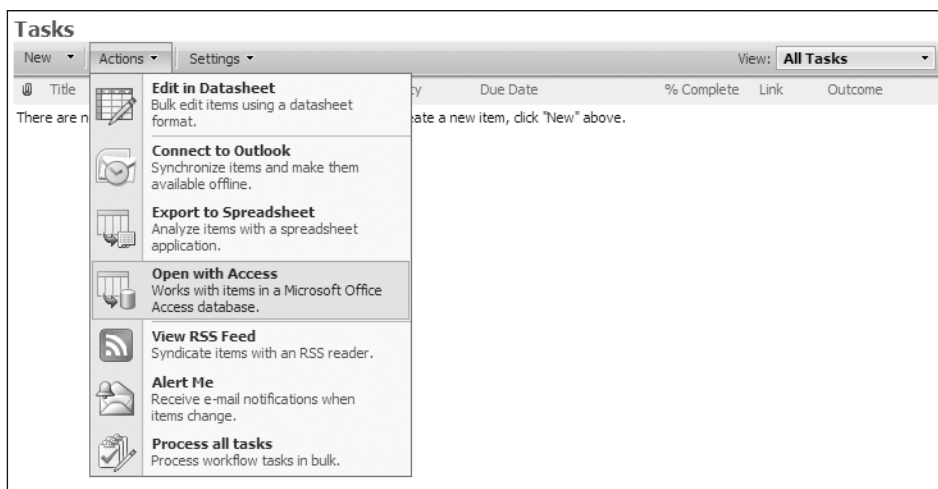 Tasks
New Actions Settings View: All Tasks
Title Due Date % Complete Link Outcome
There are n eate a new item, click "New" above.
Edit in Datasheet
Bulk edit items using a datasheet
format.
Connect to Outlook
Synchronize items and make them
available offline.
Export to Spreadsheet
Analyze items with a spreadsheet
application.
Open with Access
Works with items in a Microsoft Office
Access database.
View RSS Feed
Syndicate items with an RSS reader.
Alert Me
Receive e-mail notifications when
items change.
Process all tasks
Process workflow tasks in bulk.